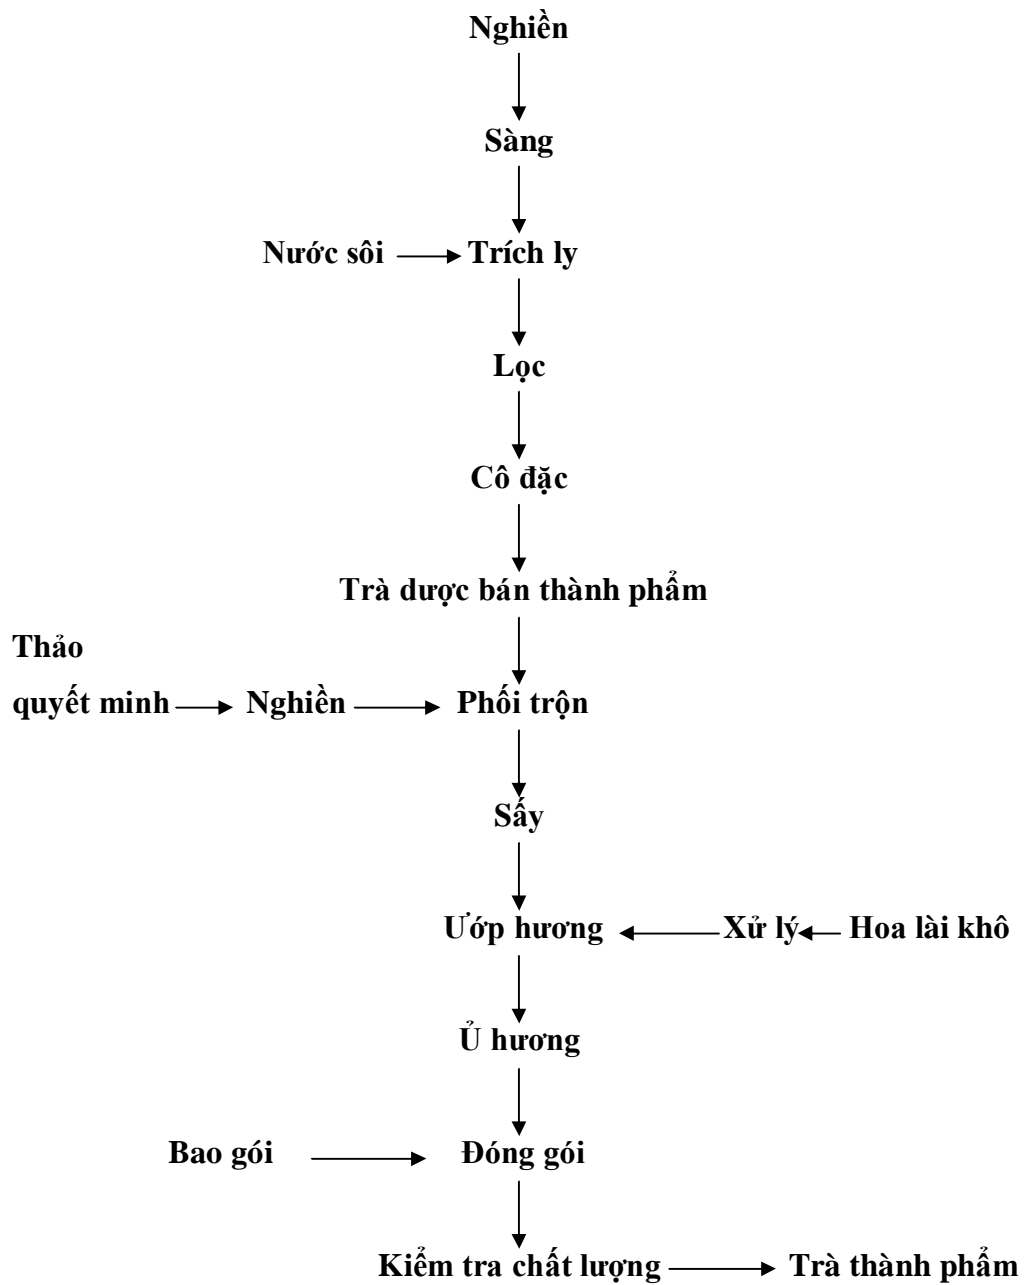 Nghiền
Sàng
Nước sôi Trích ly
Lọc
Cô đặc
Trà dược bán thành phẩm
Thảo
quyết minh Nghiền Phối trộn
Sấy
Ướp hương Xử lý Hoa lài khô
Ủ hương
Bao gói Đóng gói
Kiểm tra chất lượng Trà thành phẩm